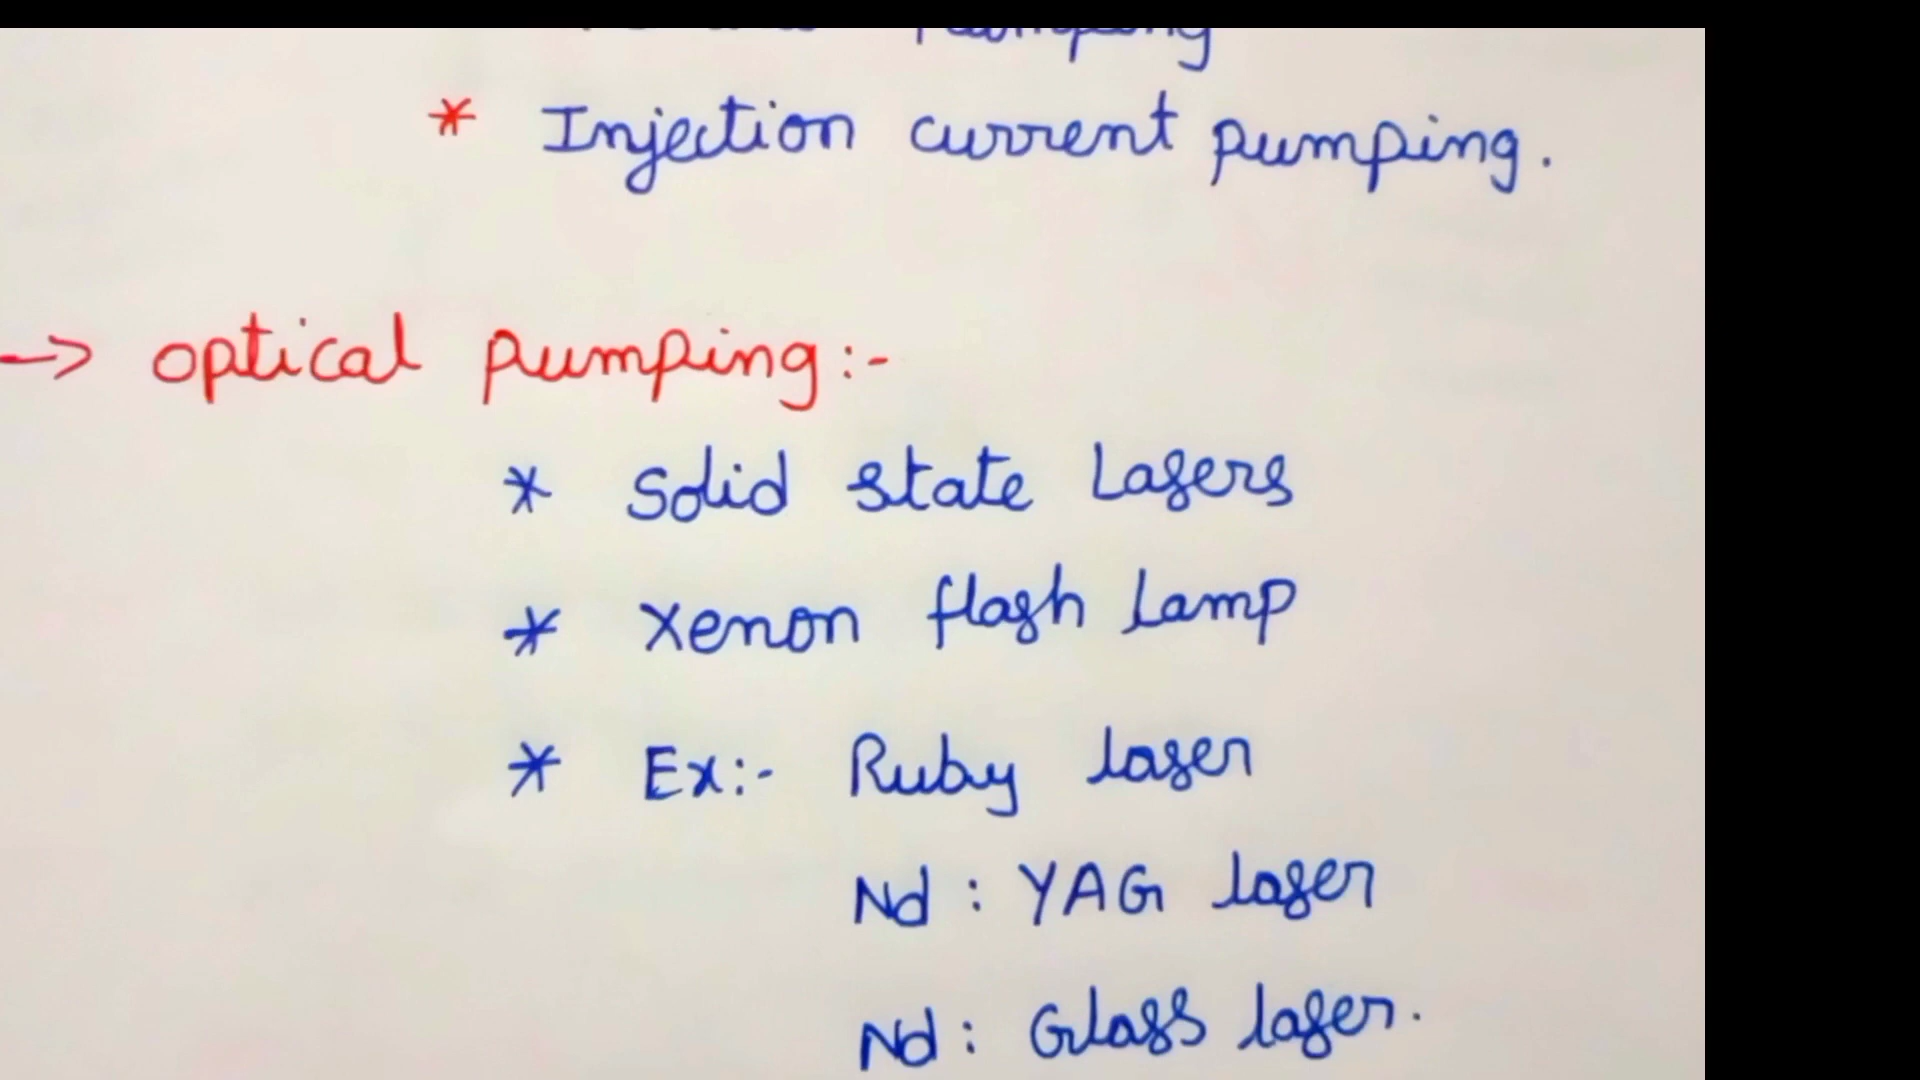 pumping
* Injection current pumping.
-> optical pumping:-
* Solid state Lasers
* Xenon flash lamp
* Ex:- Ruby laser
Nd : YAG laser
Nd : Glass laser.